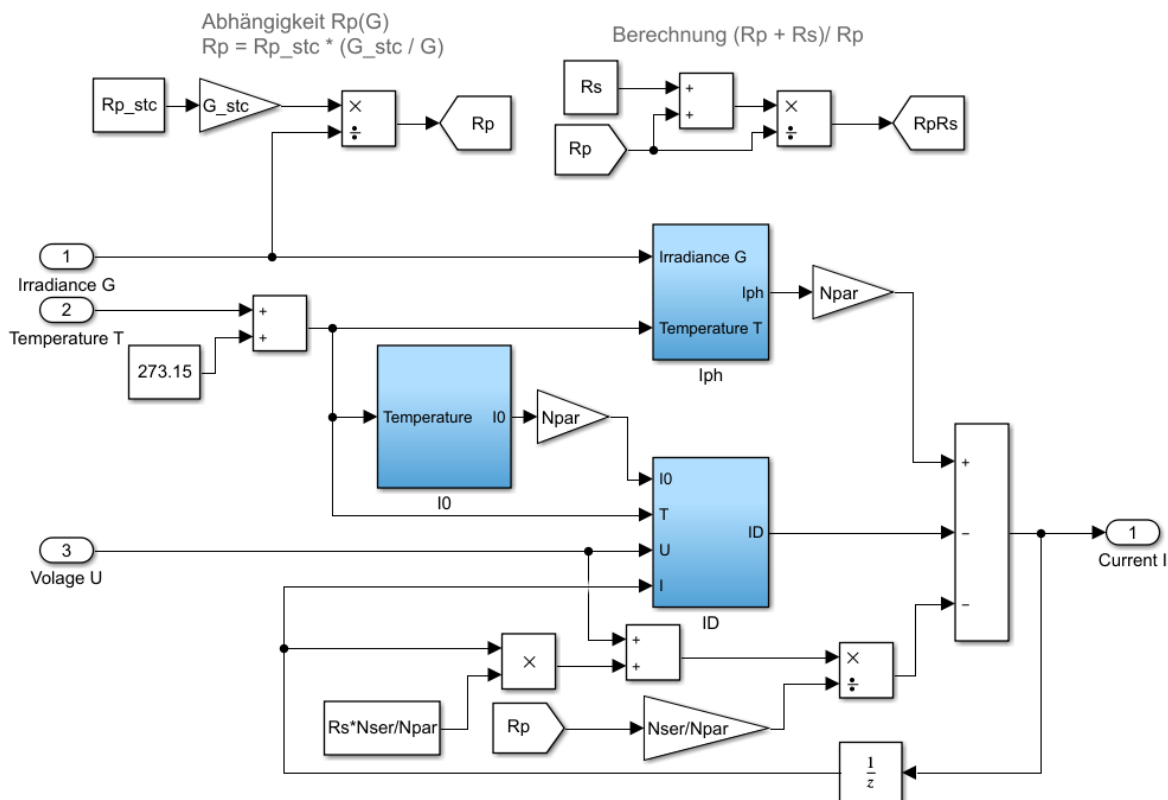 Abhängigkeit Rp(G)
Rp = Rp_stc * (G_stc / G)
Berechnung (Rp + Rs)/ Rp
Rp_stc
G_stc
×
÷
Rp
Rs
+
+
Rp
×
÷
RpRs
1
Irradiance G
2
Temperature T
+
+
273.15
Irradiance G
Temperature T
Iph
Iph
Npar
Temperature
I0
I0
Npar
I0
T
U
I
ID
ID
3
Volage U
+
−
−
1
Current I
×
+
+
×
÷
Rs*Nser/Npar
Rp
Nser/Npar
1
z